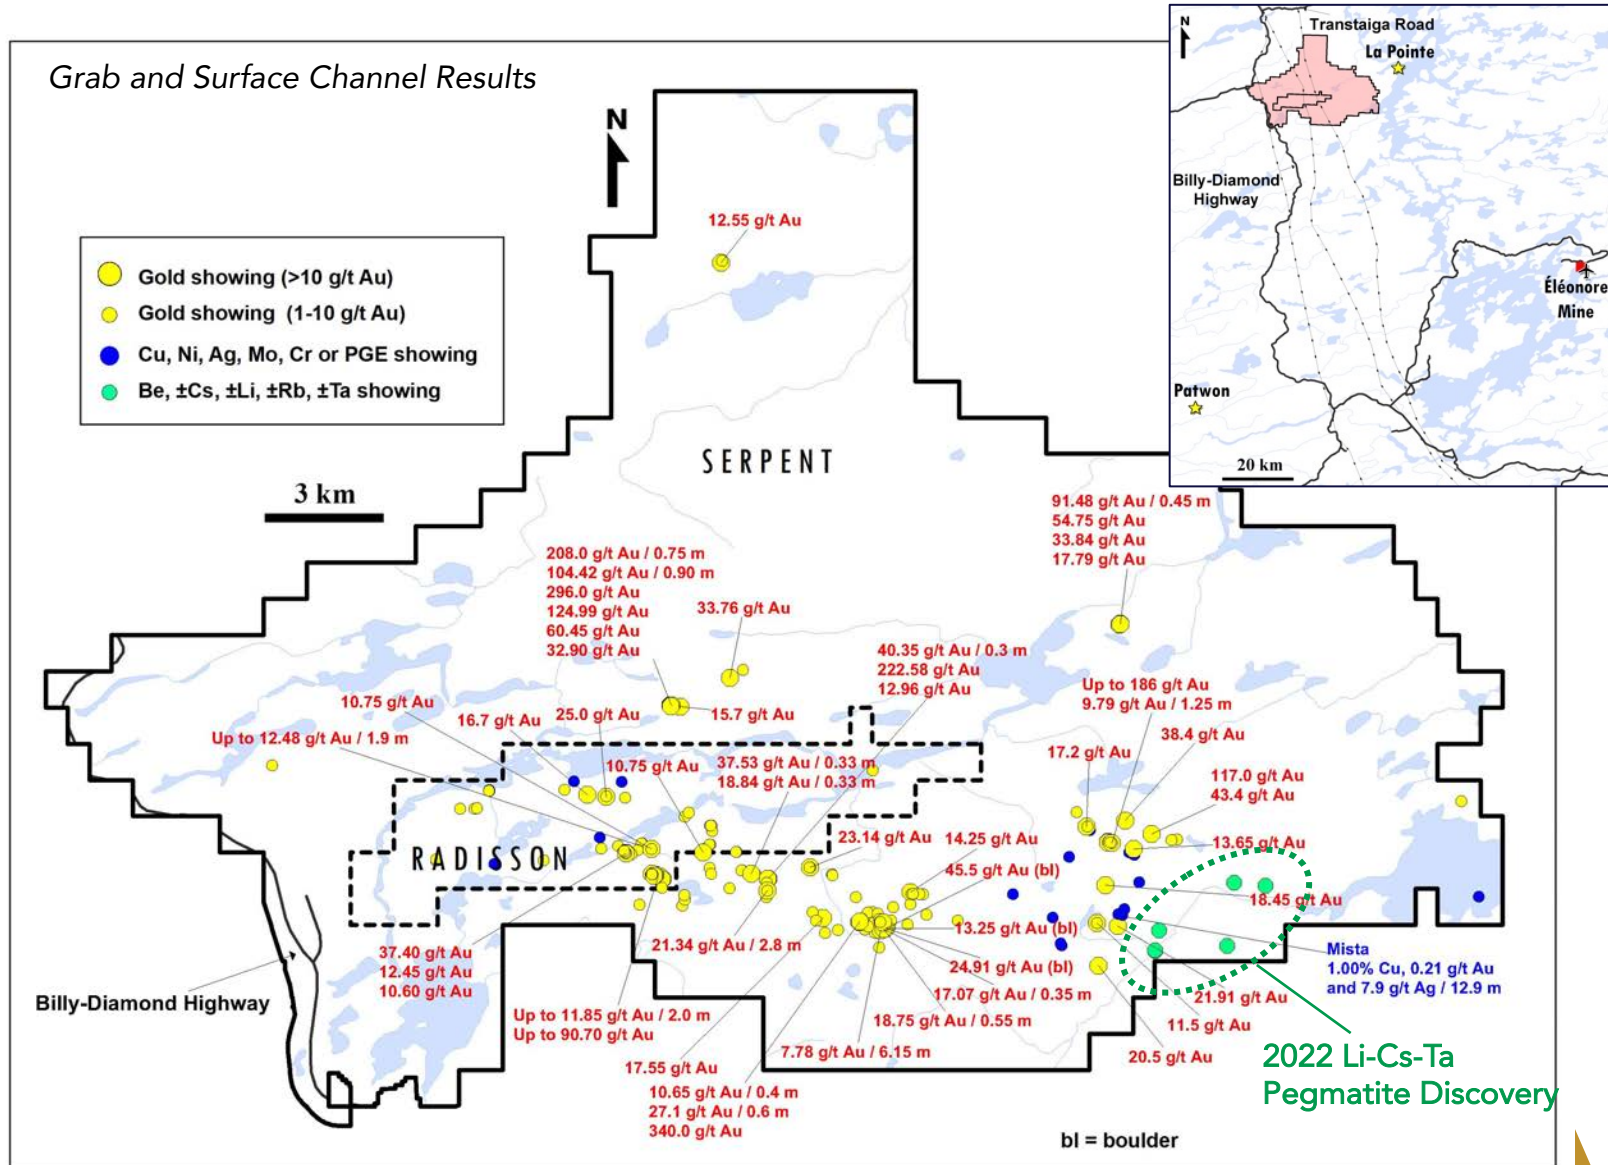 Grab and Surface Channel Results
N
Gold showing (>10 g/t Au)
Gold showing (1-10 g/t Au)
Cu, Ni, Ag, Mo, Cr or PGE showing
Be, ±Cs, ±Li, ±Rb, ±Ta showing
3 km
SERPENT
RADISSON
12.55 g/t Au
208.0 g/t Au / 0.75 m
104.42 g/t Au / 0.90 m
296.0 g/t Au
124.99 g/t Au
60.45 g/t Au
32.90 g/t Au
33.76 g/t Au
15.7 g/t Au
91.48 g/t Au / 0.45 m
54.75 g/t Au
33.84 g/t Au
17.79 g/t Au
40.35 g/t Au / 0.3 m
222.58 g/t Au
12.96 g/t Au
Up to 186 g/t Au
9.79 g/t Au / 1.25 m
38.4 g/t Au
17.2 g/t Au
117.0 g/t Au
43.4 g/t Au
13.65 g/t Au
18.45 g/t Au
10.75 g/t Au
16.7 g/t Au
25.0 g/t Au
Up to 12.48 g/t Au / 1.9 m
10.75 g/t Au
37.53 g/t Au / 0.33 m
18.84 g/t Au / 0.33 m
23.14 g/t Au
14.25 g/t Au
45.5 g/t Au (bl)
13.25 g/t Au (bl)
24.91 g/t Au (bl)
17.07 g/t Au / 0.35 m
18.75 g/t Au / 0.55 m
7.78 g/t Au / 6.15 m
21.34 g/t Au / 2.8 m
37.40 g/t Au
12.45 g/t Au
10.60 g/t Au
Up to 11.85 g/t Au / 2.0 m
Up to 90.70 g/t Au
17.55 g/t Au
10.65 g/t Au / 0.4 m
27.1 g/t Au / 0.6 m
340.0 g/t Au
Mista
1.00% Cu, 0.21 g/t Au
and 7.9 g/t Ag / 12.9 m
21.91 g/t Au
11.5 g/t Au
20.5 g/t Au
2022 Li-Cs-Ta
Pegmatite Discovery
Billy-Diamond Highway
bl = boulder
N
Transtaiga Road
La Pointe
Billy-Diamond
Highway
Éléonore
Mine
Patwon
20 km